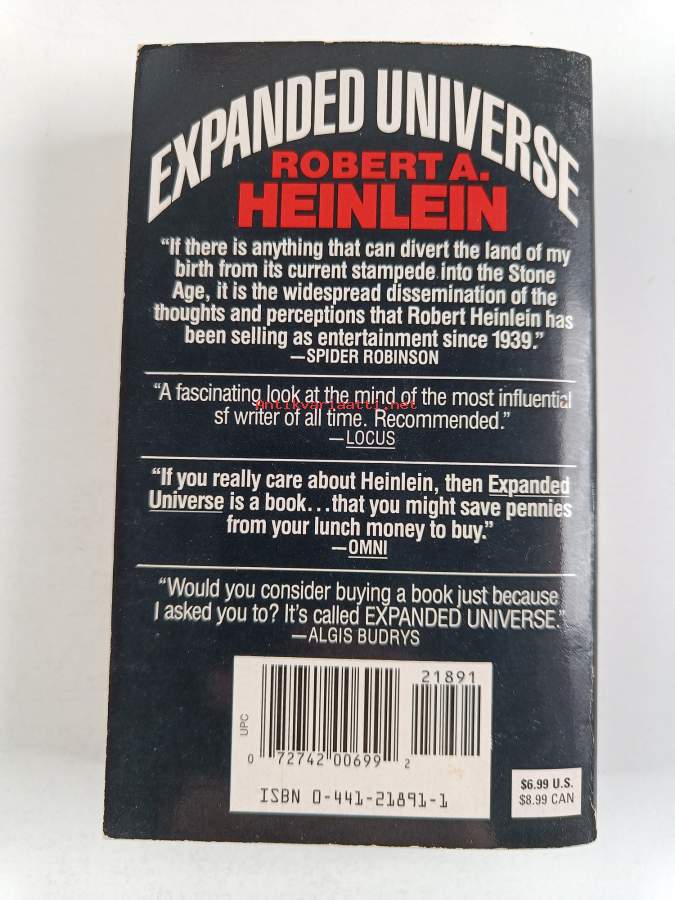 EXPANDED UNIVERSE
ROBERT A.
HEINLEIN
"If there is anything that can divert the land of my
birth from its current stampede into the Stone
Age, it is the widespread dissemination of the
thoughts and perceptions that Robert Heinlein has
been selling as entertainment since 1939."
—SPIDER ROBINSON
"A fascinating look at the mind of the most influential
Antikvariaatti.net
sf writer of all time. Recommended."
—LOCUS
"If you really care about Heinlein, then Expanded
Universe is a book...that you might save pennies
from your lunch money to buy."
—OMNI
"Would you consider buying a book just because
I asked you to? It's called EXPANDED UNIVERSE."
—ALGIS BUDRYS
21891
UPC
0 72742 00699 2
ISBN 0-441-21891-1
$6.99 U.S.
$8.99 CAN